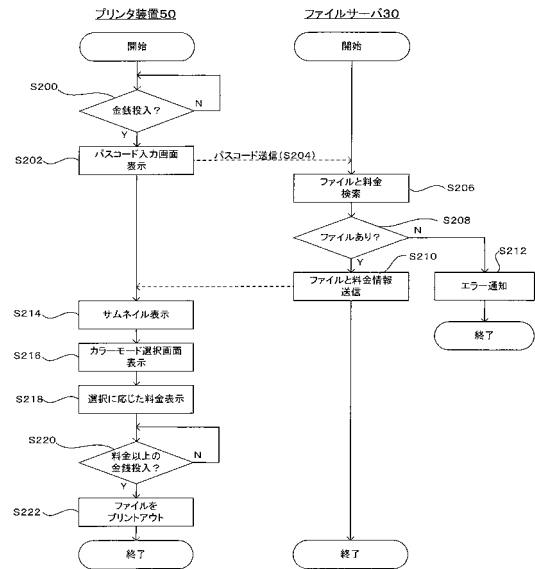 プリンタ装置50
ファイルサーバ30
開始
開始
S200
金銭投入?
N
Y
S202
パスコード入力画面
表示
パスコード送信(S204)
ファイルと料金
検索
S206
S208
ファイルあり?
N
Y
S210
S212
ファイルと料金情報
送信
エラー通知
S214
サムネイル表示
終了
S216
カラーモード選択画面
表示
S218
選択に応じた料金表示
S220
料金以上の
金銭投入?
N
Y
S222
ファイルを
プリントアウト
終了
終了